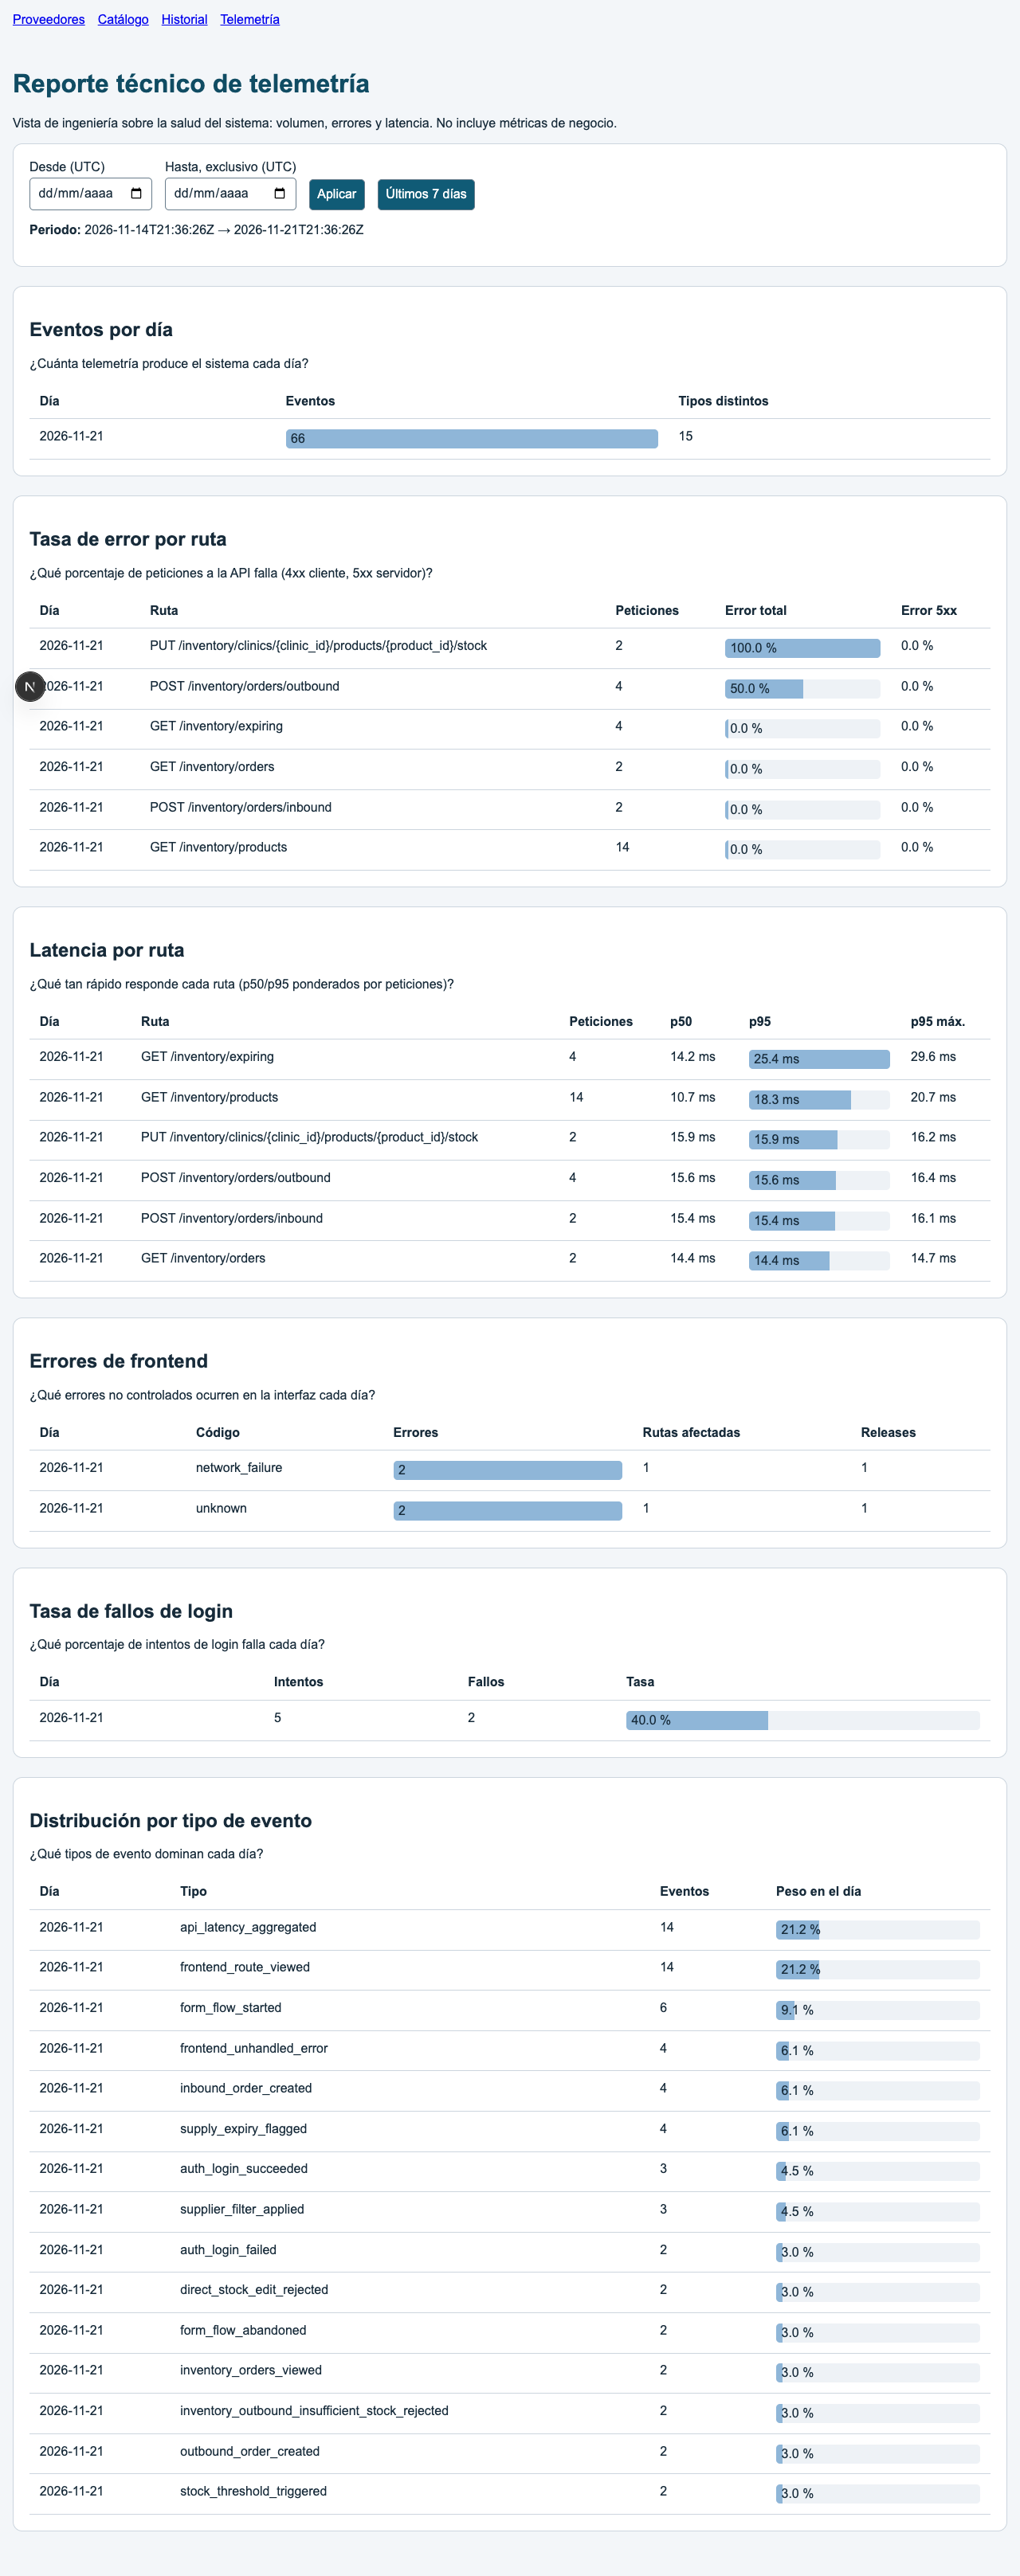 Proveedores Catálogo Historial Telemetría
Reporte técnico de telemetría
Vista de ingeniería sobre la salud del sistema: volumen, errores y latencia. No incluye métricas de negocio.
Desde (UTC) Hasta, exclusivo (UTC)
dd/mm/aaaa dd/mm/aaaa Aplicar Últimos 7 días
Periodo: 2026-11-14T21:36:26Z → 2026-11-21T21:36:26Z
Eventos por día
¿Cuánta telemetría produce el sistema cada día?
Día Eventos Tipos distintos
2026-11-21 66 15
Tasa de error por ruta
¿Qué porcentaje de peticiones a la API falla (4xx cliente, 5xx servidor)?
Día Ruta Peticiones Error total Error 5xx
2026-11-21 PUT /inventory/clinics/{clinic_id}/products/{product_id}/stock 2 100.0 % 0.0 %
N 2026-11-21 POST /inventory/orders/outbound 4 50.0 % 0.0 %
2026-11-21 GET /inventory/expiring 4 0.0 % 0.0 %
2026-11-21 GET /inventory/orders 2 0.0 % 0.0 %
2026-11-21 POST /inventory/orders/inbound 2 0.0 % 0.0 %
2026-11-21 GET /inventory/products 14 0.0 % 0.0 %
Latencia por ruta
¿Qué tan rápido responde cada ruta (p50/p95 ponderados por peticiones)?
Día Ruta Peticiones p50 p95 p95 máx.
2026-11-21 GET /inventory/expiring 4 14.2 ms 25.4 ms 29.6 ms
2026-11-21 GET /inventory/products 14 10.7 ms 18.3 ms 20.7 ms
2026-11-21 PUT /inventory/clinics/{clinic_id}/products/{product_id}/stock 2 15.9 ms 15.9 ms 16.2 ms
2026-11-21 POST /inventory/orders/outbound 4 15.6 ms 15.6 ms 16.4 ms
2026-11-21 POST /inventory/orders/inbound 2 15.4 ms 15.4 ms 16.1 ms
2026-11-21 GET /inventory/orders 2 14.4 ms 14.4 ms 14.7 ms
Errores de frontend
¿Qué errores no controlados ocurren en la interfaz cada día?
Día Código Errores Rutas afectadas Releases
2026-11-21 network_failure 2 1 1
2026-11-21 unknown 2 1 1
Tasa de fallos de login
¿Qué porcentaje de intentos de login falla cada día?
Día Intentos Fallos Tasa
2026-11-21 5 2 40.0 %
Distribución por tipo de evento
¿Qué tipos de evento dominan cada día?
Día Tipo Eventos Peso en el día
2026-11-21 api_latency_aggregated 14 21.2 %
2026-11-21 frontend_route_viewed 14 21.2 %
2026-11-21 form_flow_started 6 9.1 %
2026-11-21 frontend_unhandled_error 4 6.1 %
2026-11-21 inbound_order_created 4 6.1 %
2026-11-21 supply_expiry_flagged 4 6.1 %
2026-11-21 auth_login_succeeded 3 4.5 %
2026-11-21 supplier_filter_applied 3 4.5 %
2026-11-21 auth_login_failed 2 3.0 %
2026-11-21 direct_stock_edit_rejected 2 3.0 %
2026-11-21 form_flow_abandoned 2 3.0 %
2026-11-21 inventory_orders_viewed 2 3.0 %
2026-11-21 inventory_outbound_insufficient_stock_rejected 2 3.0 %
2026-11-21 outbound_order_created 2 3.0 %
2026-11-21 stock_threshold_triggered 2 3.0 %